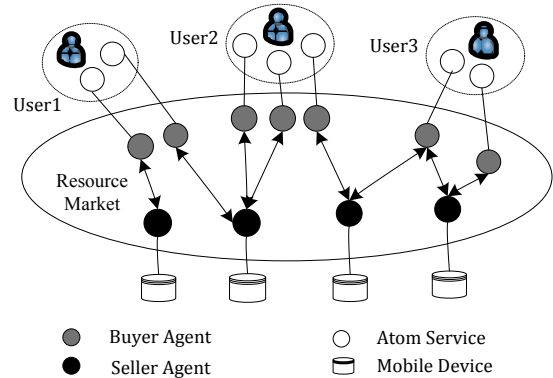 User1
User2
User3
Resource
Market
Buyer Agent
Atom Service
Seller Agent
Mobile Device